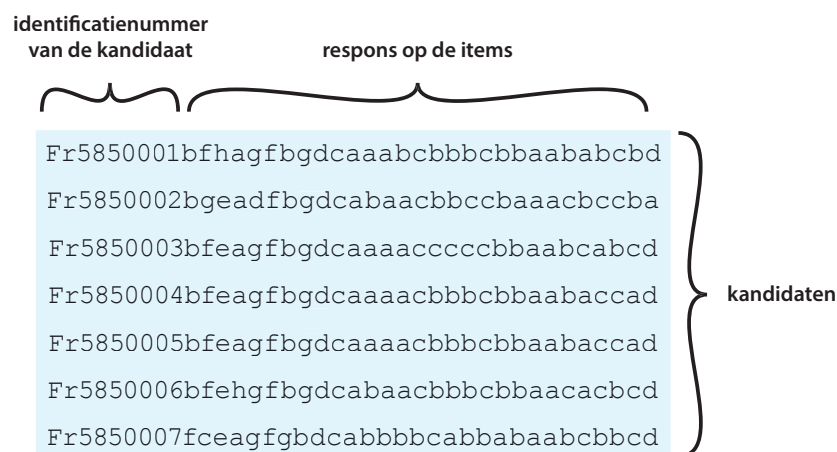 identificatienummer
van de kandidaat
respons op de items
Fr5850001bfhagfbgdcaaabcbbbcbbaababcbd
Fr5850002bgeadfbgdcabaacbbccbaaacbccba
Fr5850003bfeagfbgdcaaaacccccbbaabcabcd
Fr5850004bfeagfbgdcaaaacbbbcbbaabaccad
kandidaten
Fr5850005bfeagfbgdcaaaacbbbcbbaabaccad
Fr5850006bfehgfbgdcabaacbbbcbbaacacbcd
Fr5850007fceagfgbdcabbbbcabbabaabcbbcd